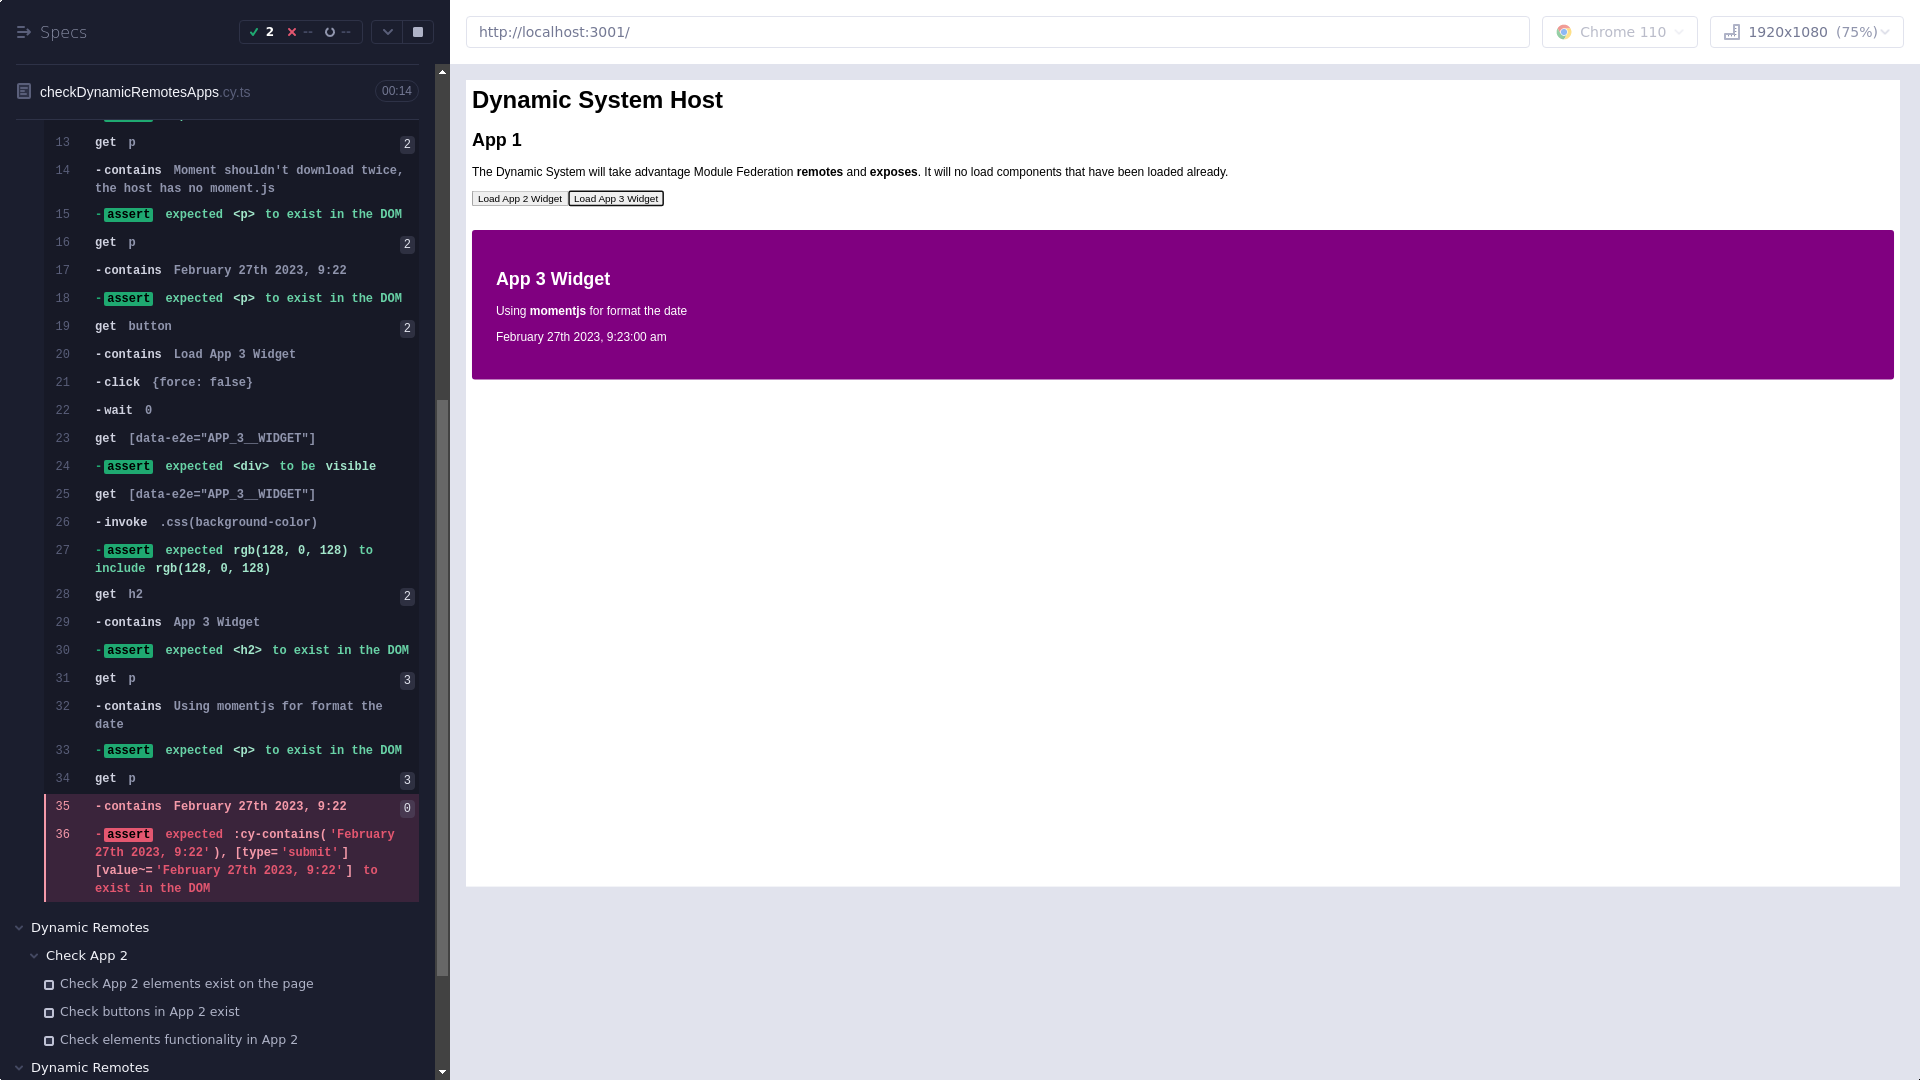 Specs
2
--
--
checkDynamicRemotesApps.cy.ts
00:14
13 get p 2
14 -contains Moment shouldn't download twice,
the host has no moment.js
15 -assert expected <p> to exist in the DOM
16 get p 2
17 -contains February 27th 2023, 9:22
18 -assert expected <p> to exist in the DOM
19 get button 2
20 -contains Load App 3 Widget
21 -click {force: false}
22 -wait 0
23 get [data-e2e="APP_3__WIDGET"]
24 -assert expected <div> to be visible
25 get [data-e2e="APP_3__WIDGET"]
26 -invoke .css(background-color)
27 -assert expected rgb(128, 0, 128) to
include rgb(128, 0, 128)
28 get h2 2
29 -contains App 3 Widget
30 -assert expected <h2> to exist in the DOM
31 get p 3
32 -contains Using momentjs for format the
date
33 -assert expected <p> to exist in the DOM
34 get p 3
35 -contains February 27th 2023, 9:22 0
36 -assert expected :cy-contains('February
27th 2023, 9:22'), [type='submit']
[value~='February 27th 2023, 9:22'] to
exist in the DOM
Dynamic Remotes
Check App 2
Check App 2 elements exist on the page
Check buttons in App 2 exist
Check elements functionality in App 2
Dynamic Remotes
http://localhost:3001/
Chrome 110
1920x1080 (75%)
Dynamic System Host
App 1
The Dynamic System will take advantage Module Federation remotes and exposes. It will no load components that have been loaded already.
Load App 2 Widget
Load App 3 Widget
App 3 Widget
Using momentjs for format the date
February 27th 2023, 9:23:00 am